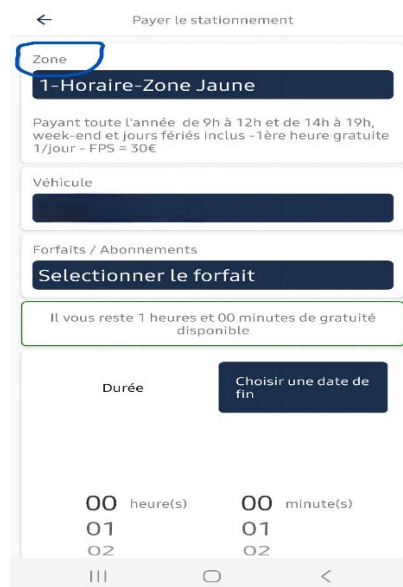 Payer le stationnement
Zone
1-Horaire-Zone Jaune
Payant toute l'année de 9h à 12h et de 14h à 19h,
week-end et jours fériés inclus -1ère heure gratuite
1/jour - FPS = 30€
Véhicule
Forfaits / Abonnements
Selectionner le forfait
Il vous reste 1 heures et 00 minutes de gratuité
disponible
Durée
Choisir une date de
fin
00 heure(s) 00 minute(s)
01 01
02 02